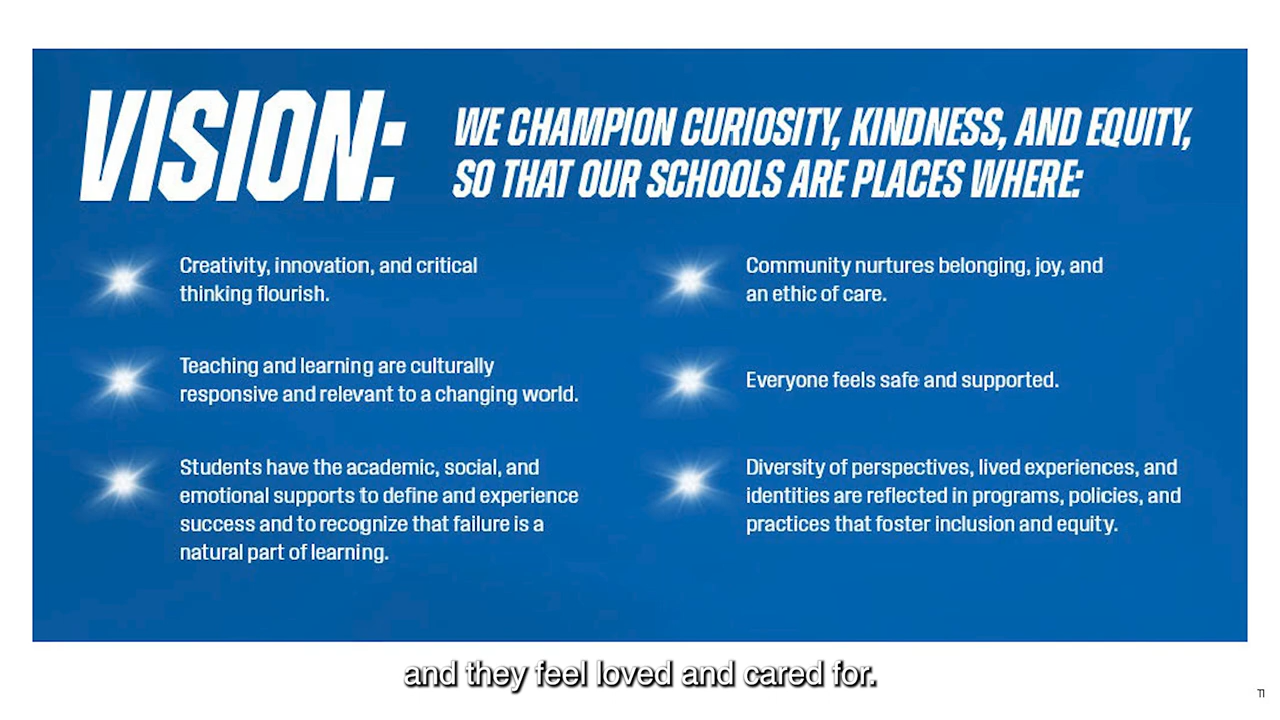 VISION:
WE CHAMPION CURIOSITY, KINDNESS, AND EQUITY,
SO THAT OUR SCHOOLS ARE PLACES WHERE:
Creativity, innovation, and critical
thinking flourish.
Teaching and learning are culturally
responsive and relevant to a changing world.
Students have the academic, social, and
emotional supports to define and experience
success and to recognize that failure is a
natural part of learning.
Community nurtures belonging, joy, and
an ethic of care.
Everyone feels safe and supported.
Diversity of perspectives, lived experiences, and
identities are reflected in programs, policies, and
practices that foster inclusion and equity.
and they feel loved and cared for.
11